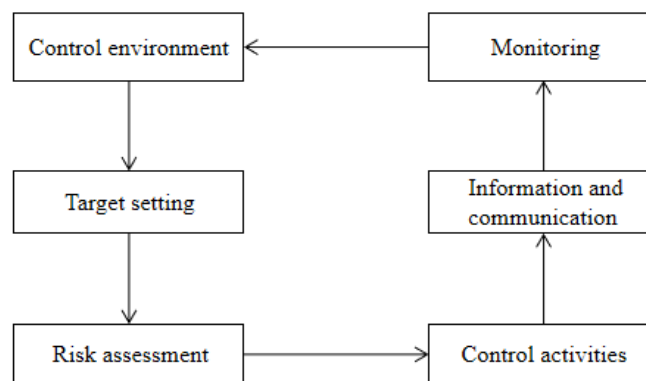 Control environment
Monitoring
Target setting
Information and
communication
Risk assessment
Control activities